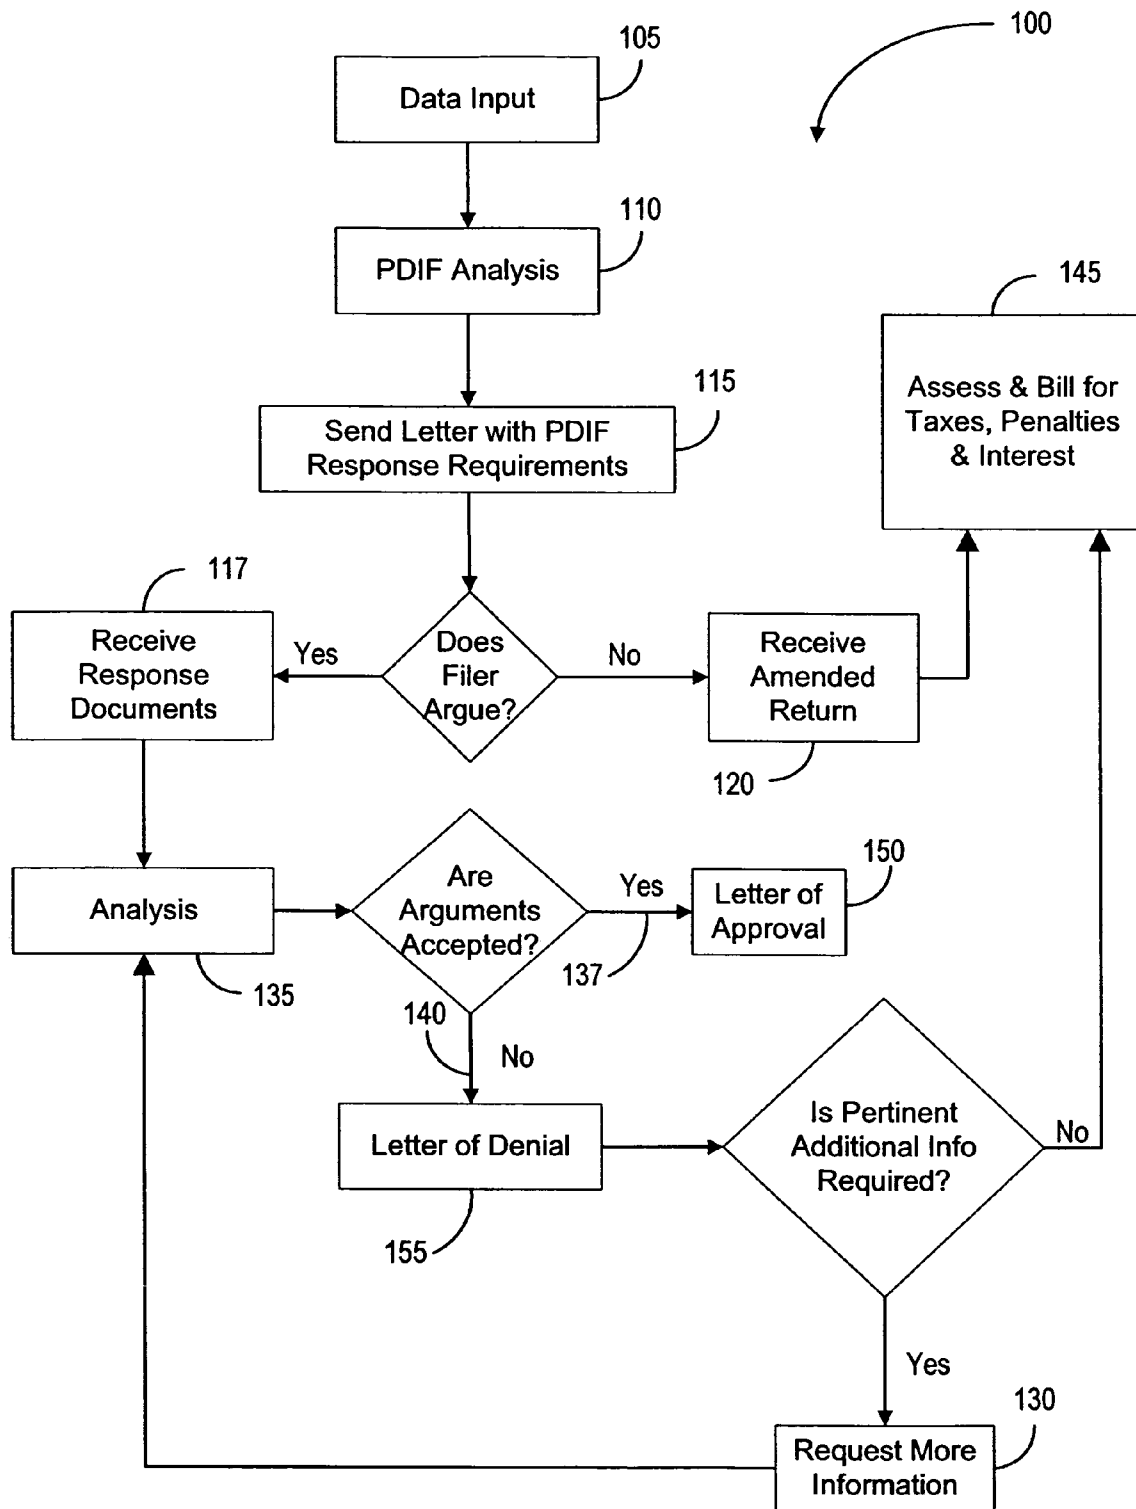 100
105
Data Input
110
PDIF Analysis
145
Assess & Bill for
Taxes, Penalties
& Interest
115
Send Letter with PDIF
Response Requirements
117
Receive
Response
Documents
Yes
Does
Filer
Argue?
No
Receive
Amended
Return
120
Analysis
135
Are
Arguments
Accepted?
Yes
137
Letter of
Approval
150
140
No
Letter of Denial
155
Is Pertinent
Additional Info
Required?
No
Yes
130
Request More
Information